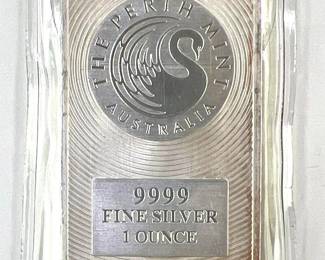 THE PERTH MINT
AUSTRALIA
9999
FINE SILVER
1 OUNCE